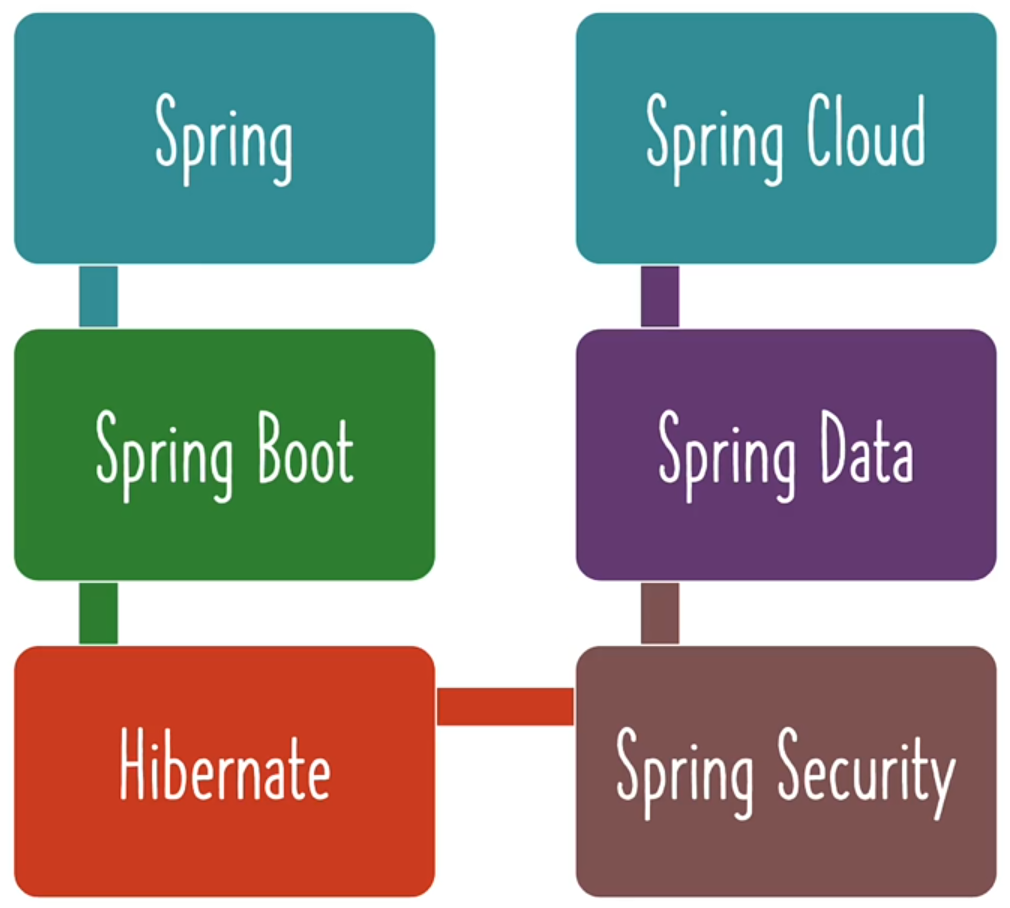 Spring
Spring Boot
Hibernate
Spring Security
Spring Data
Spring Cloud